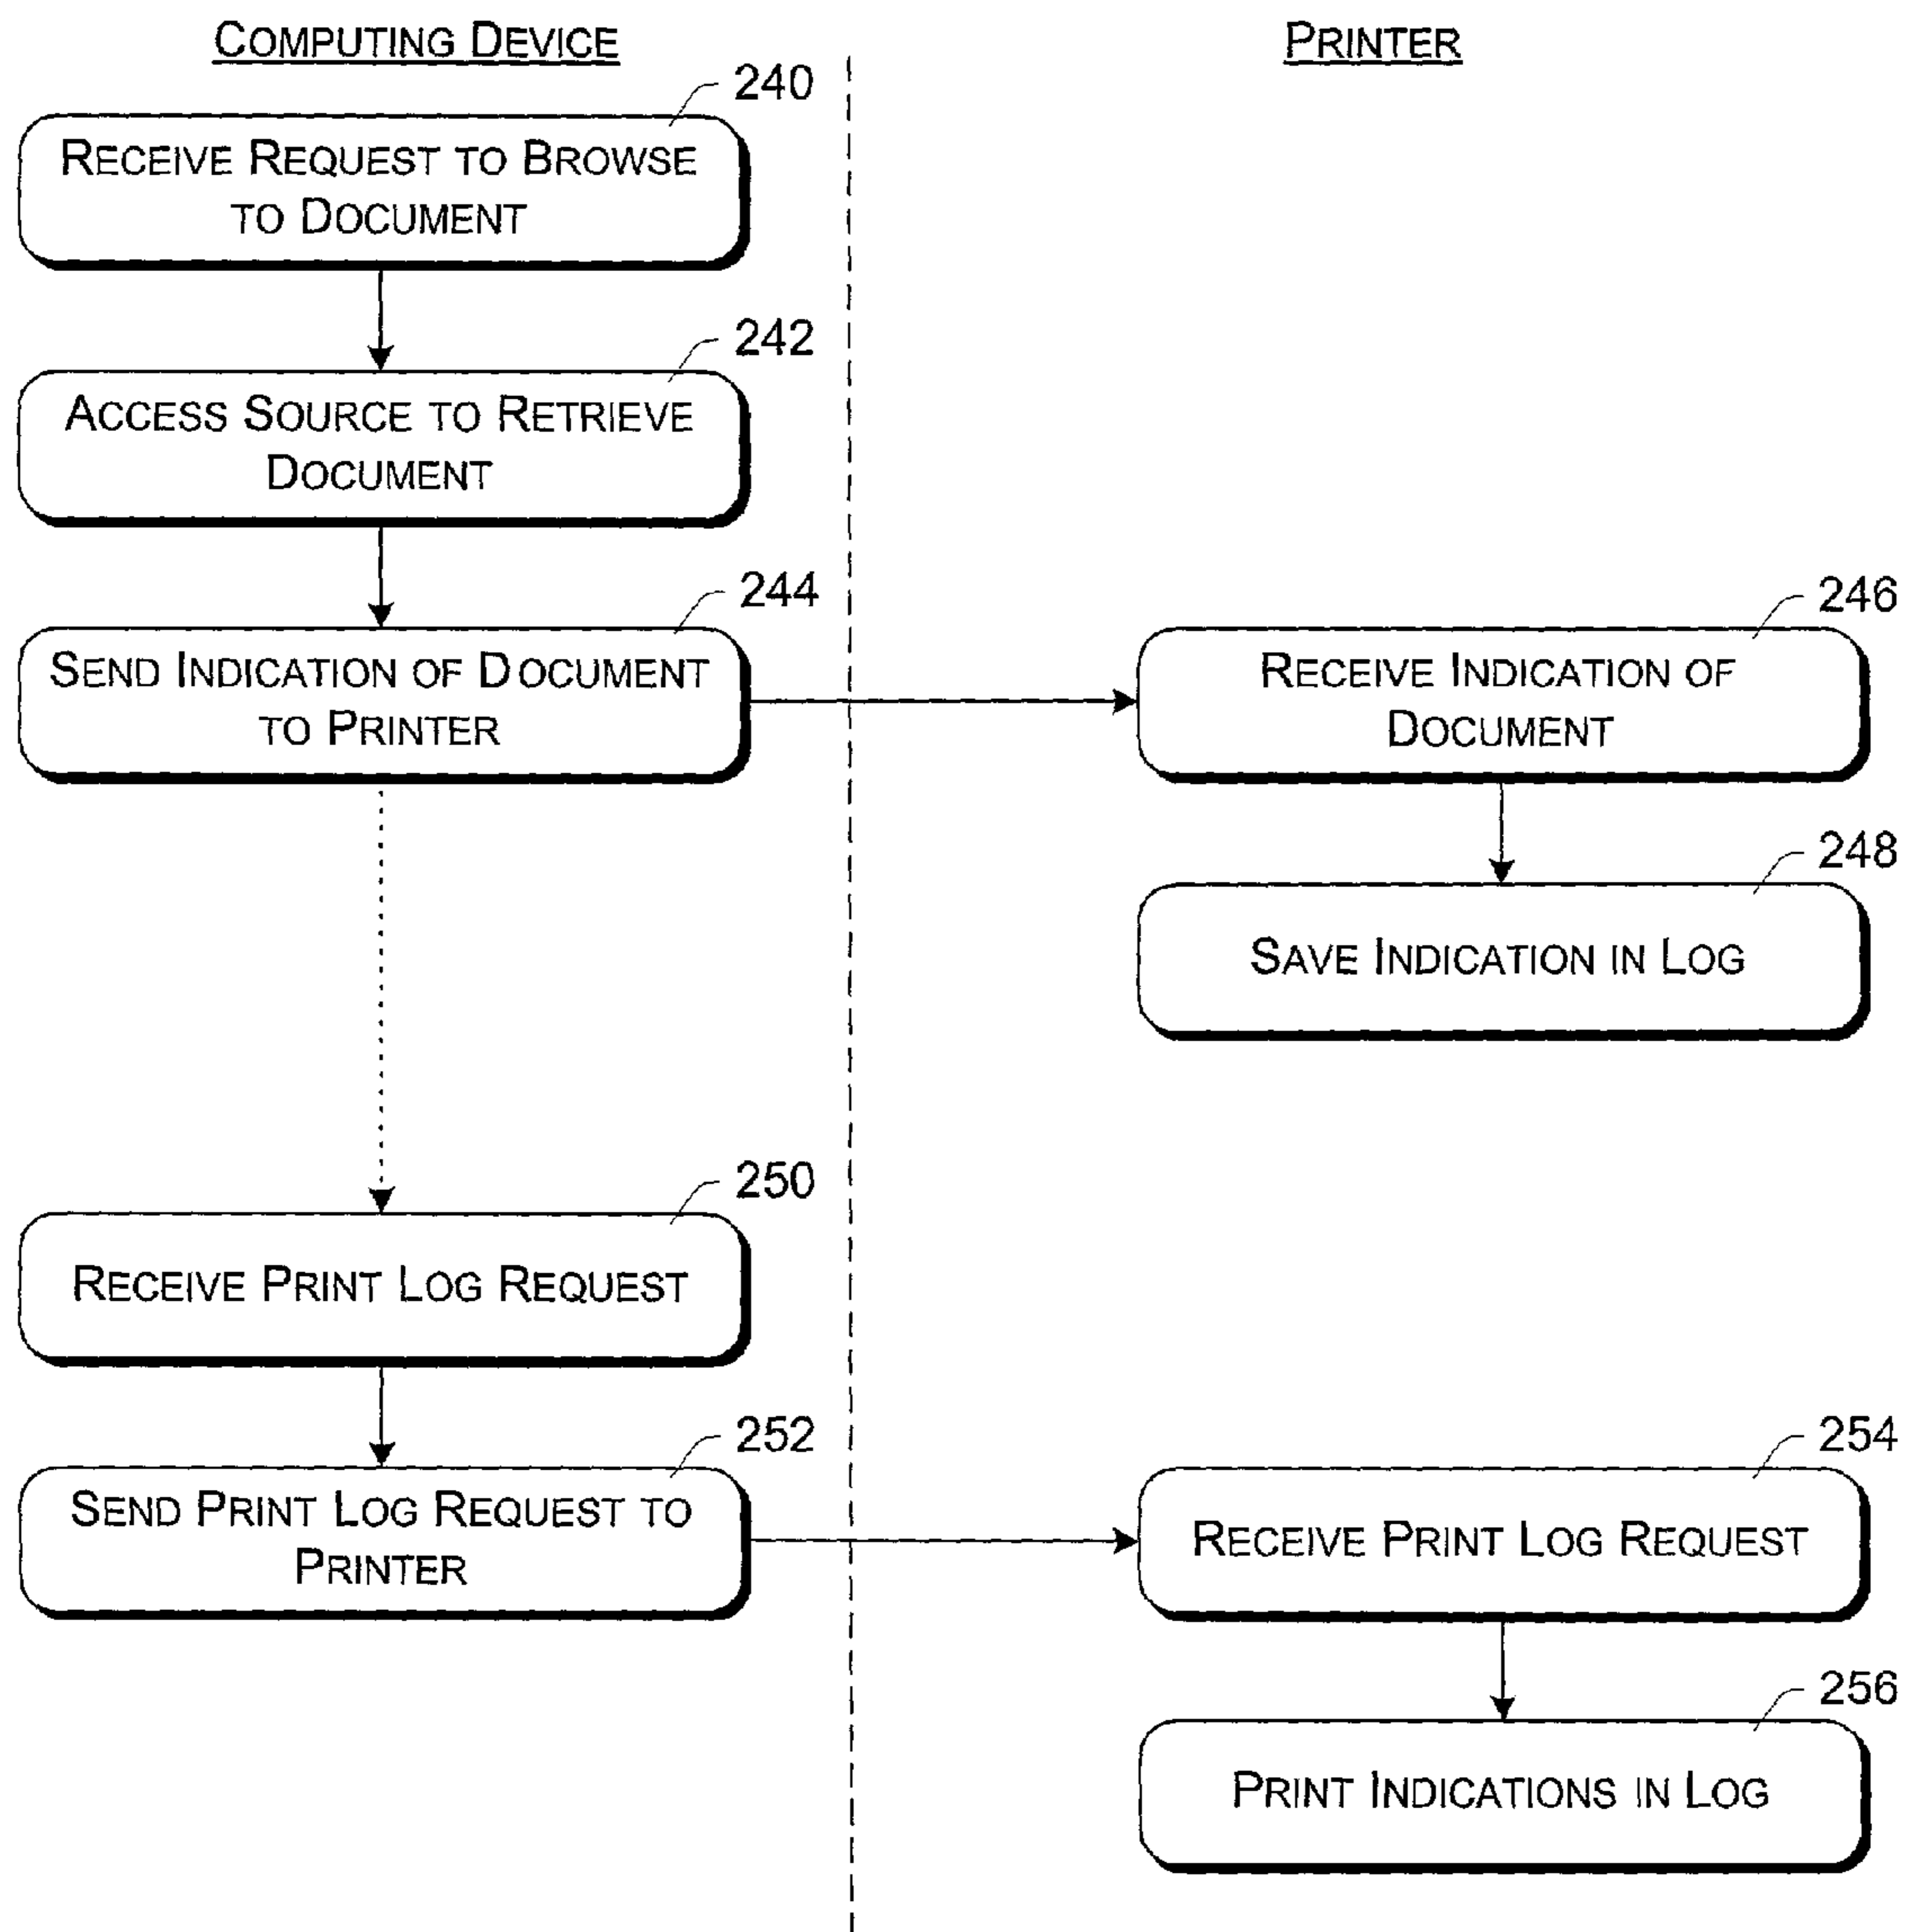 COMPUTING DEVICE
PRINTER
240
RECEIVE REQUEST TO BROWSE
TO DOCUMENT
242
ACCESS SOURCE TO RETRIEVE
DOCUMENT
244
SEND INDICATION OF DOCUMENT
TO PRINTER
246
RECEIVE INDICATION OF
DOCUMENT
248
SAVE INDICATION IN LOG
250
RECEIVE PRINT LOG REQUEST
252
SEND PRINT LOG REQUEST TO
PRINTER
254
RECEIVE PRINT LOG REQUEST
256
PRINT INDICATIONS IN LOG